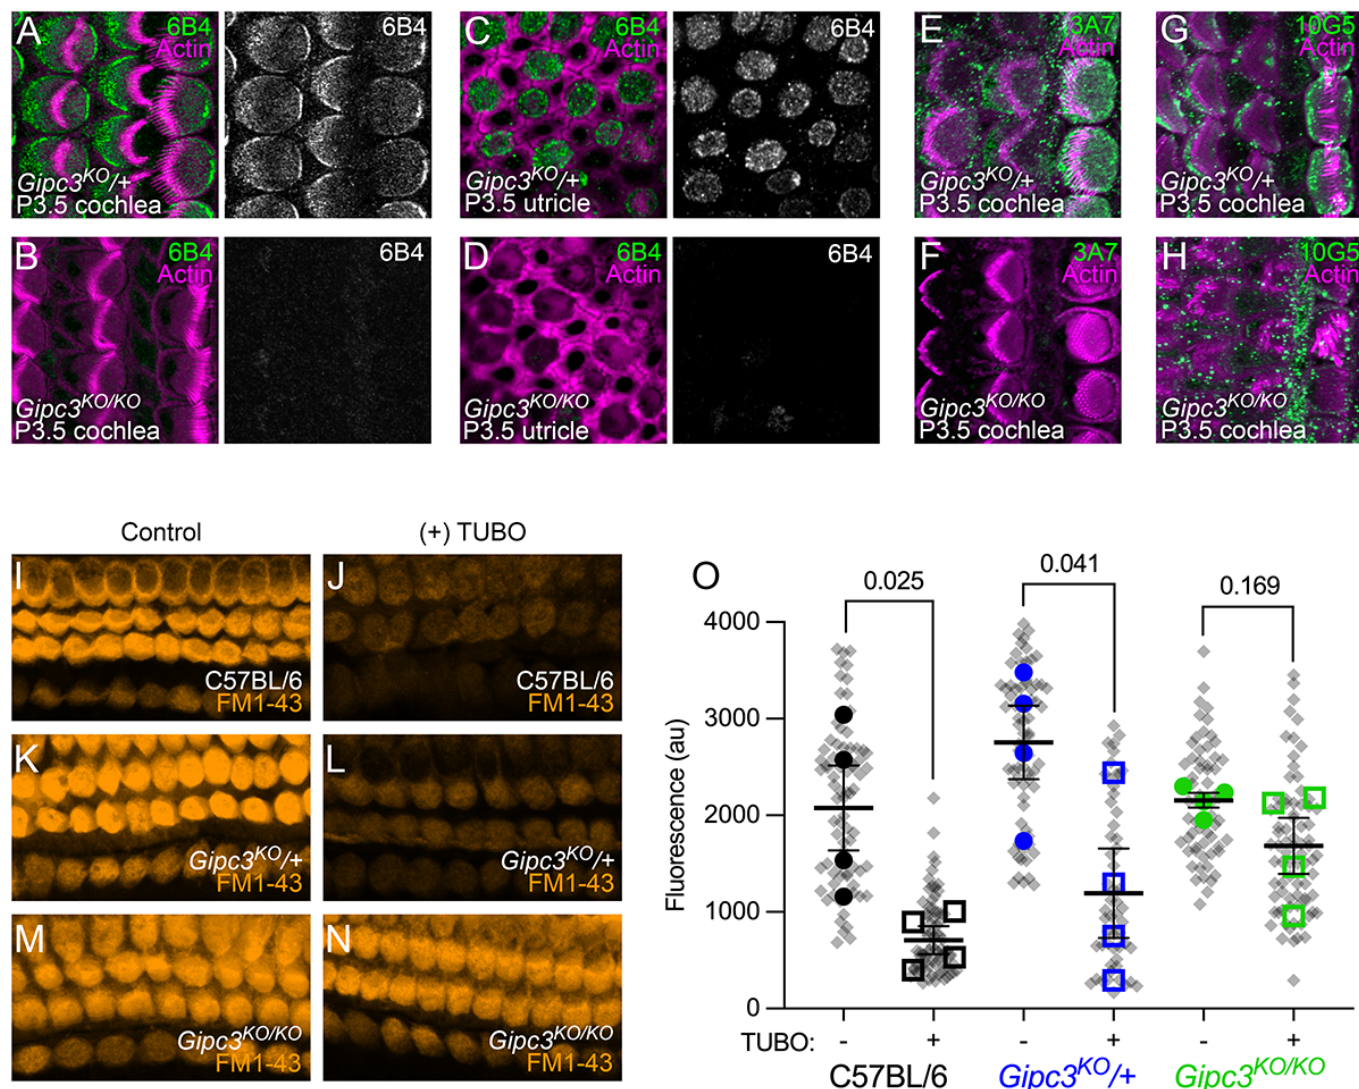 A
6B4
Actin
Gipc3KO/+
P3.5 cochlea
6B4
C
6B4
Actin
Gipc3KO/+
P3.5 utricle
6B4
E
3A7
Actin
Gipc3KO/+
P3.5 cochlea
G
10G5
Actin
Gipc3KO/+
P3.5 cochlea
B
6B4
Actin
Gipc3KO/KO
P3.5 cochlea
6B4
D
6B4
Actin
Gipc3KO/KO
P3.5 utricle
6B4
F
3A7
Actin
Gipc3KO/KO
P3.5 cochlea
H
10G5
Actin
Gipc3KO/KO
P3.5 cochlea
Control
(+) TUBO
I
C57BL/6
FM1-43
J
C57BL/6
FM1-43
K
Gipc3KO/+
FM1-43
L
Gipc3KO/+
FM1-43
M
Gipc3KO/KO
FM1-43
N
Gipc3KO/KO
FM1-43
O
0.025
0.041
0.169
Fluorescence (au)
4000
3000
2000
1000
0
TUBO: - + - + - +
C57BL/6 Gipc3KO/+ Gipc3KO/KO